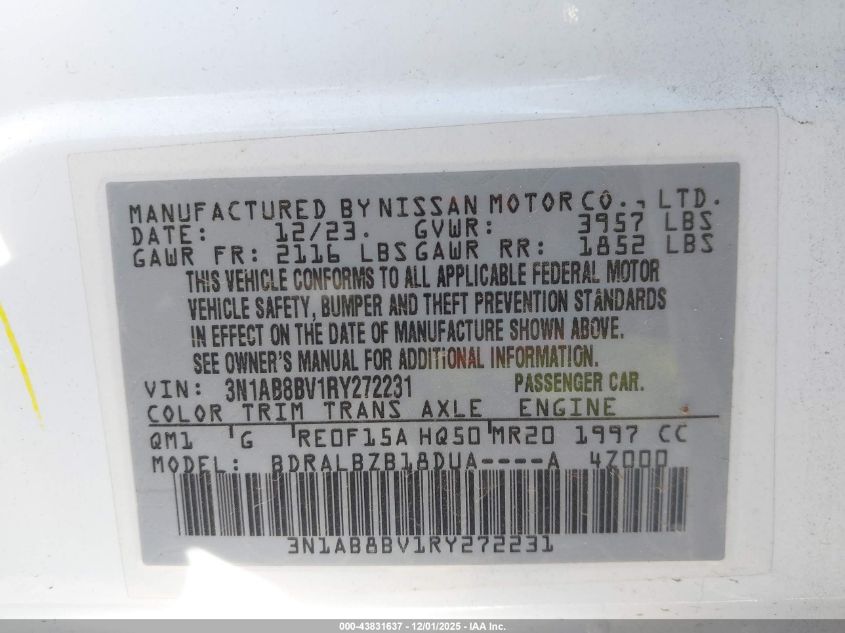 MANUFACTURED BY NISSAN MOTOR CO., LTD.
DATE: 12/23. GVWR: 3957 LBS
GAWR FR: 2116 LBS GAWR RR: 1852 LBS
THIS VEHICLE CONFORMS TO ALL APPLICABLE FEDERAL MOTOR
VEHICLE SAFETY, BUMPER AND THEFT PREVENTION STANDARDS
IN EFFECT ON THE DATE OF MANUFACTURE SHOWN ABOVE.
SEE OWNER'S MANUAL FOR ADDITIONAL INFORMATION.
VIN: 3N1AB8BV1RY272231 PASSENGER CAR.
COLOR TRIM TRANS AXLE ENGINE
QM1 G RE0F15A HQ50 MR20 1997 CC
MODEL: BDRALBZB18DUA----A 4Z000
3N1AB8BV1RY272231
000-43831637 - 12/01/2025 - IAA Inc.